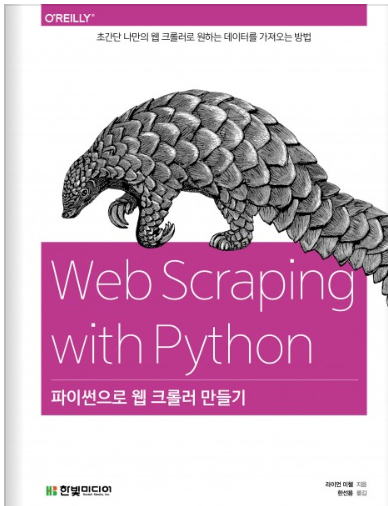 O'REILLY®
초간단 나만의 웹 크롤러로 원하는 데이터를 가져오는 방법
Web Scraping
with Python
파이썬으로 웹 크롤러 만들기
한빛미디어
Hanbit Media, Inc.
라이언 미첼 지음
한선용 옮김